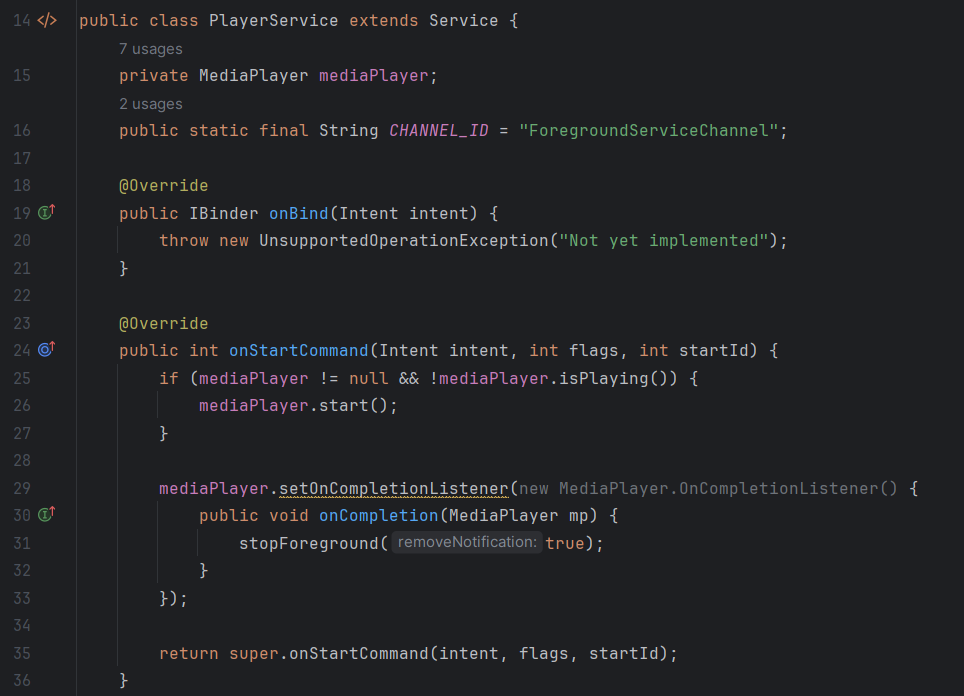 14 public class PlayerService extends Service {
7 usages
15 private MediaPlayer mediaPlayer;
2 usages
16 public static final String CHANNEL_ID = "ForegroundServiceChannel";
17
18 @Override
19 public IBinder onBind(Intent intent) {
20 throw new UnsupportedOperationException("Not yet implemented");
21 }
22
23 @Override
24 public int onStartCommand(Intent intent, int flags, int startId) {
25 if (mediaPlayer != null && !mediaPlayer.isPlaying()) {
26 mediaPlayer.start();
27 }
28
29 mediaPlayer.setOnCompletionListener(new MediaPlayer.OnCompletionListener() {
30 public void onCompletion(MediaPlayer mp) {
31 stopForeground( removeNotification: true);
32 }
33 });
34
35 return super.onStartCommand(intent, flags, startId);
36 }